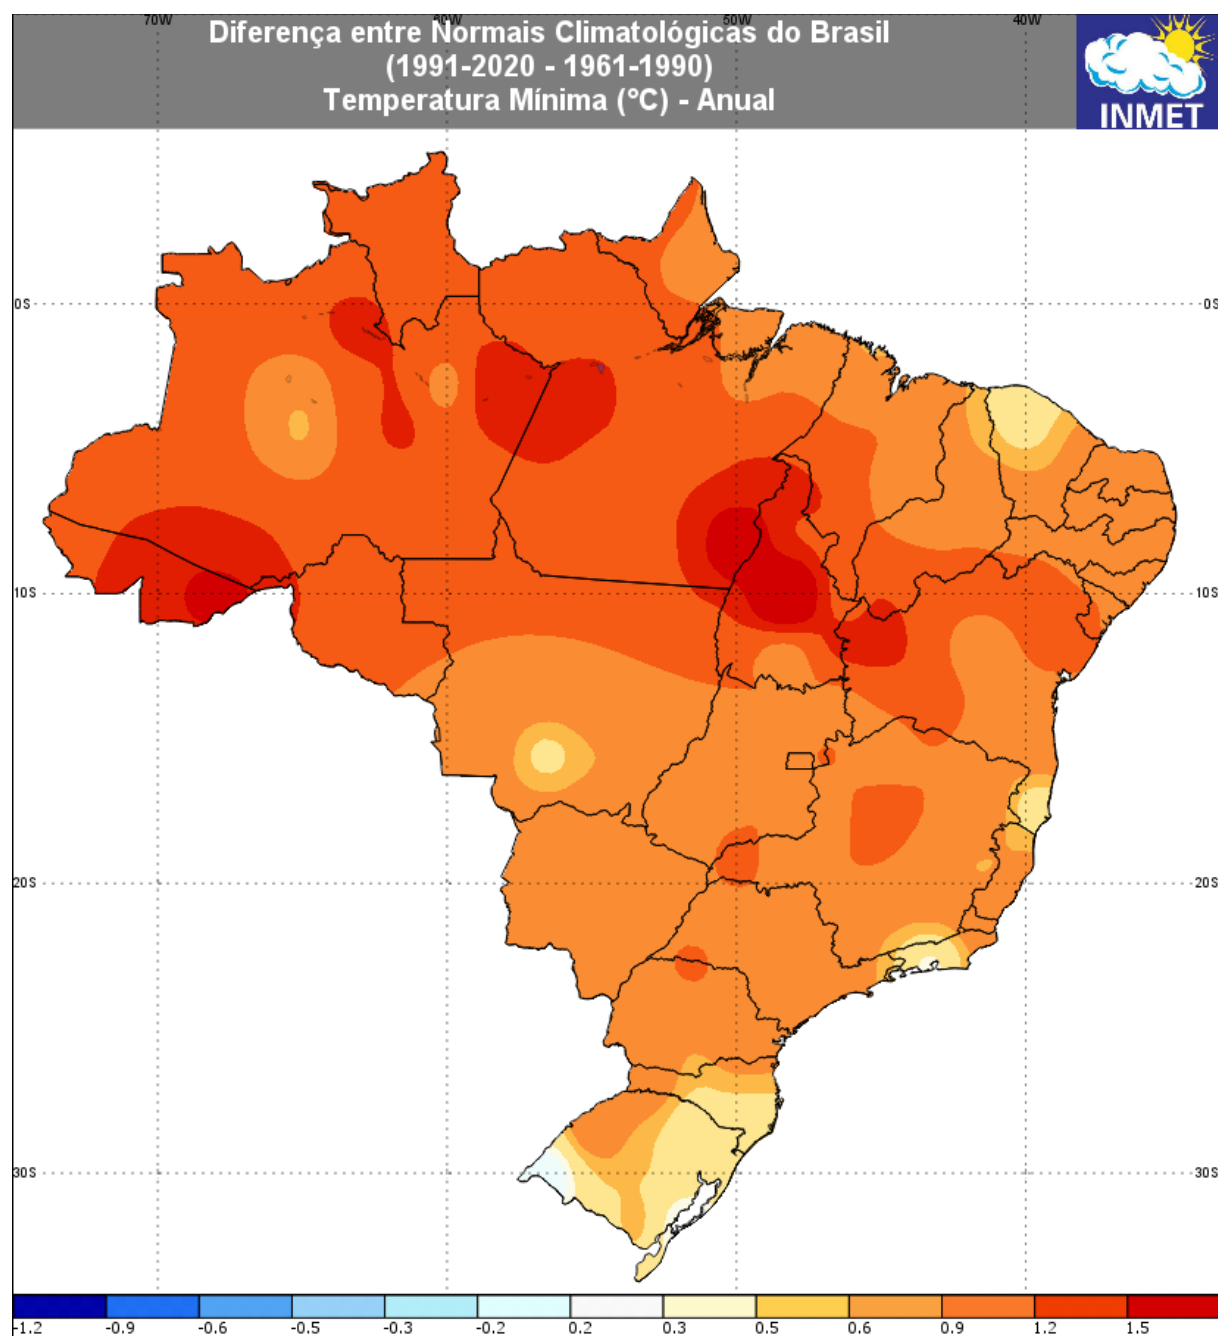 70W 60W 50W 40W
Diferença entre Normais Climatológicas do Brasil
(1991-2020 - 1961-1990)
Temperatura Mínima (°C) - Anual
INMET
0S 0S
10S 10S
20S 20S
30S 30S
-1.2 -0.9 -0.6 -0.5 -0.3 -0.2 0.2 0.3 0.5 0.6 0.9 1.2 1.5